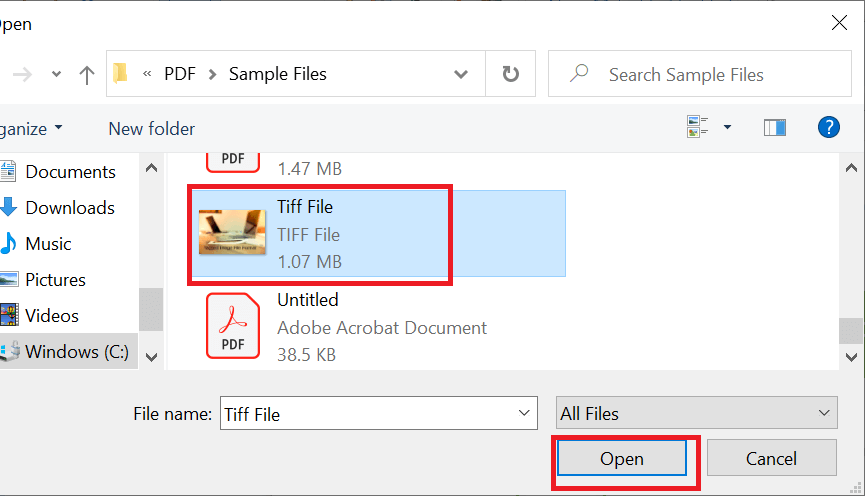 pen
« PDF > Sample Files
Search Sample Files
ganize
New folder
?
Documents
Downloads
Music
Pictures
Videos
Windows (C:)
PDF
1.47 MB
Tiff File
TIFF File
1.07 MB
Untitled
Adobe Acrobat Document
PDF
38.5 KB
File name: Tiff File
All Files
Open
Cancel